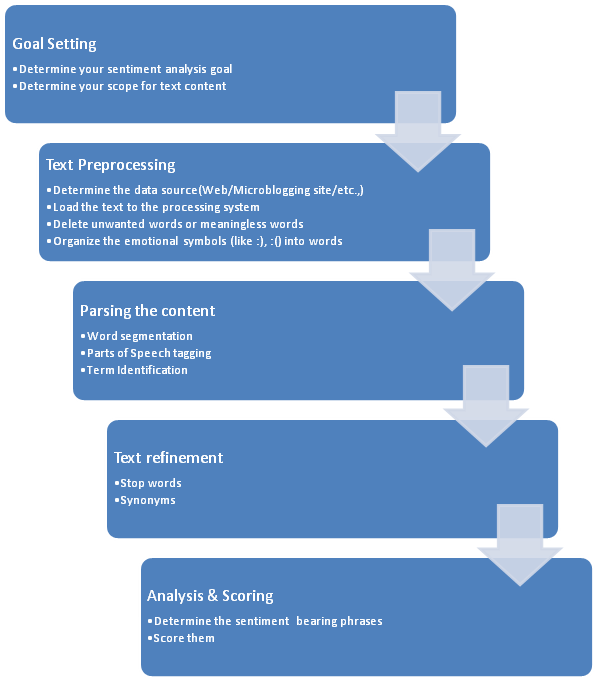 Goal Setting
•Determine your sentiment analysis goal
•Determine your scope for text content
Text Preprocessing
•Determine the data source(Web/Microblogging site/etc.,)
•Load the text to the processing system
•Delete unwanted words or meaningless words
•Organize the emotional symbols (like :), :() into words
Parsing the content
•Word segmentation
•Parts of Speech tagging
•Term Identification
Text refinement
•Stop words
•Synonyms
Analysis & Scoring
•Determine the sentiment bearing phrases
•Score them